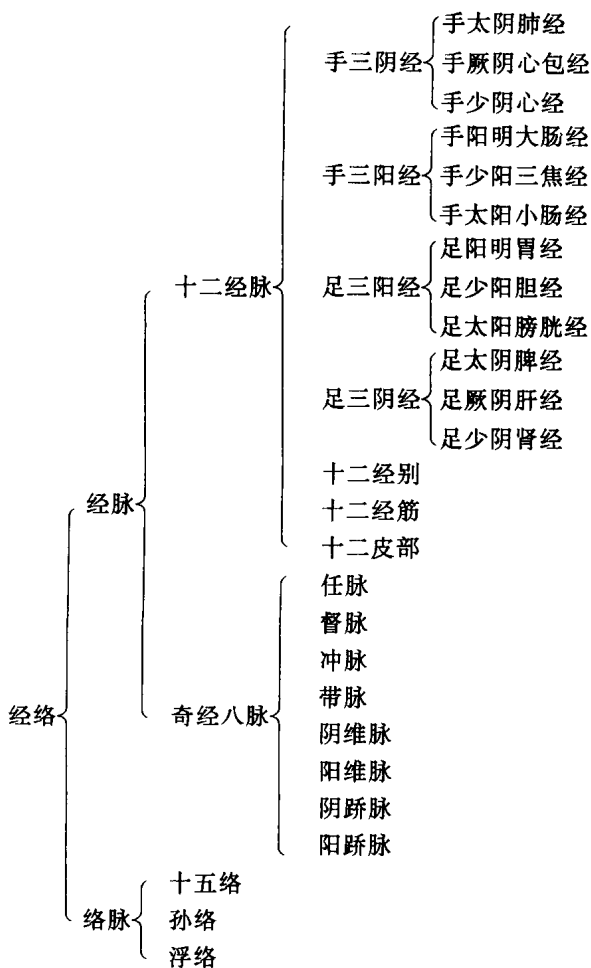 手太阴肺经
手三阴经
手厥阴心包经
手少阴心经
手阳明大肠经
手三阳经
手少阳三焦经
手太阳小肠经
足阳明胃经
十二经脉
足三阳经
足少阳胆经
足太阳膀胱经
足太阴脾经
足三阴经
足厥阴肝经
足少阴肾经
十二经别
经脉
十二经筋
十二皮部
任脉
督脉
冲脉
带脉
经络
奇经八脉
阴维脉
阳维脉
阴跷脉
阳跷脉
十五络
络脉
孙络
浮络